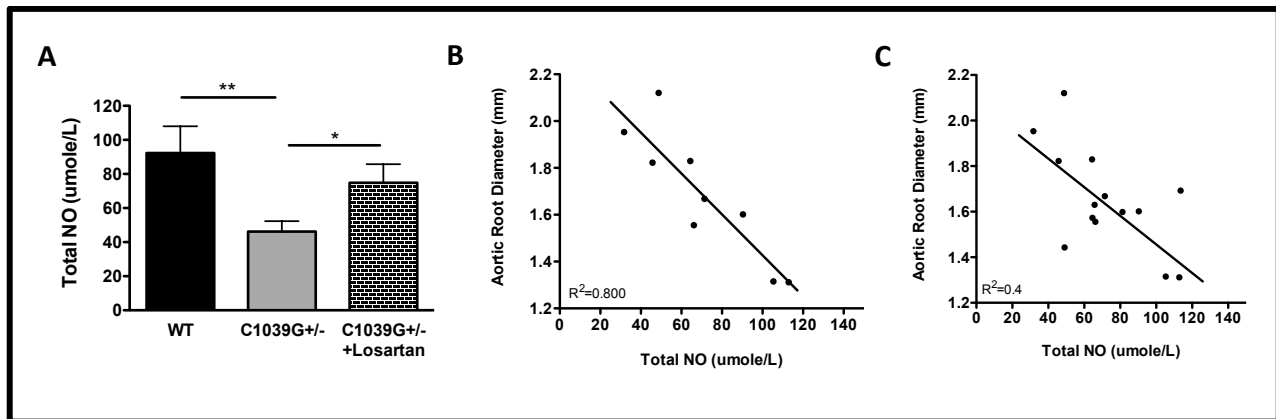 A
**
*
Total NO (umole/L)
120
100
80
60
40
20
0
WT
C1039G+/-
C1039G+/-
+Losartan
B
Aortic Root Diameter (mm)
2.2
2.0
1.8
1.6
1.4
1.2
R²=0.800
0 20 40 60 80 100 120 140
Total NO (umole/L)
C
Aortic Root Diameter (mm)
2.2
2.0
1.8
1.6
1.4
1.2
R²=0.4
0 20 40 60 80 100 120 140
Total NO (umole/L)